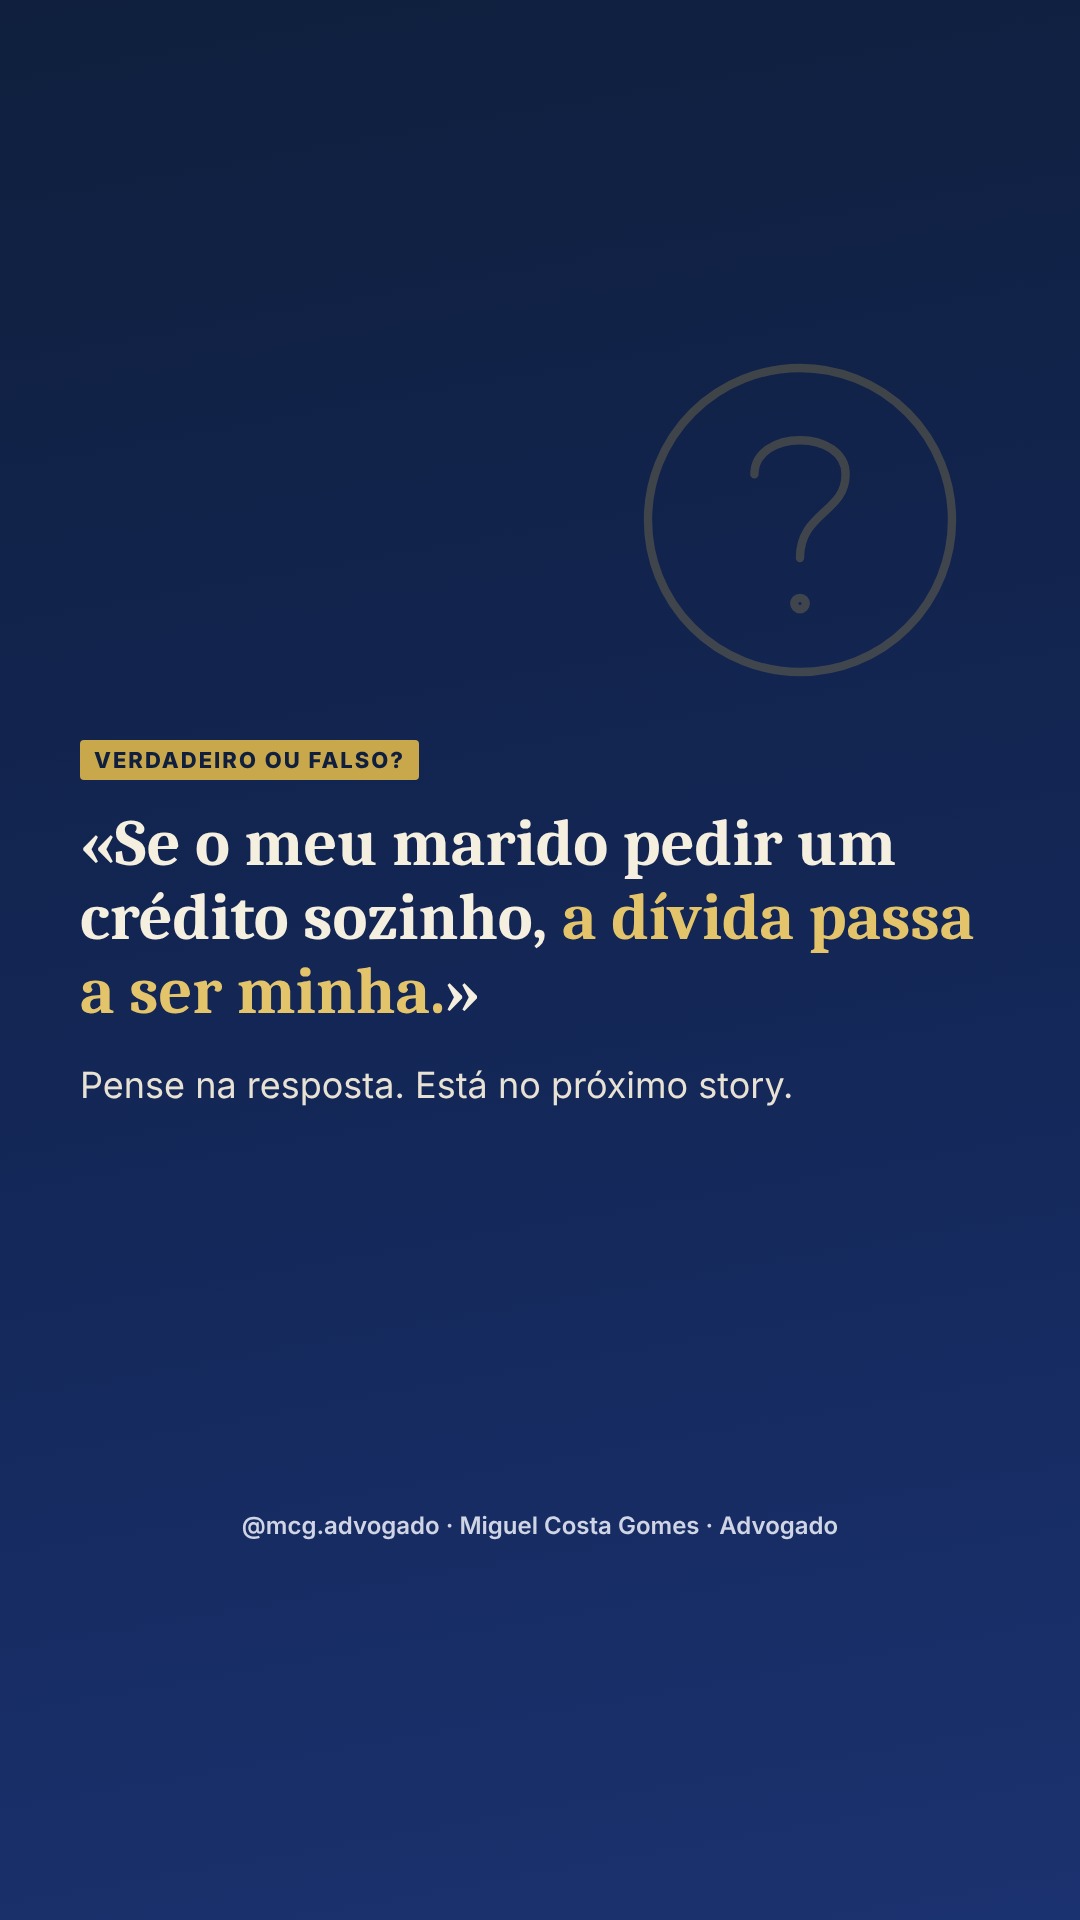 ?
VERDADEIRO OU FALSO?
«Se o meu marido pedir um
crédito sozinho, a dívida passa
a ser minha.»
Pense na resposta. Está no próximo story.
@mcg.advogado · Miguel Costa Gomes · Advogado